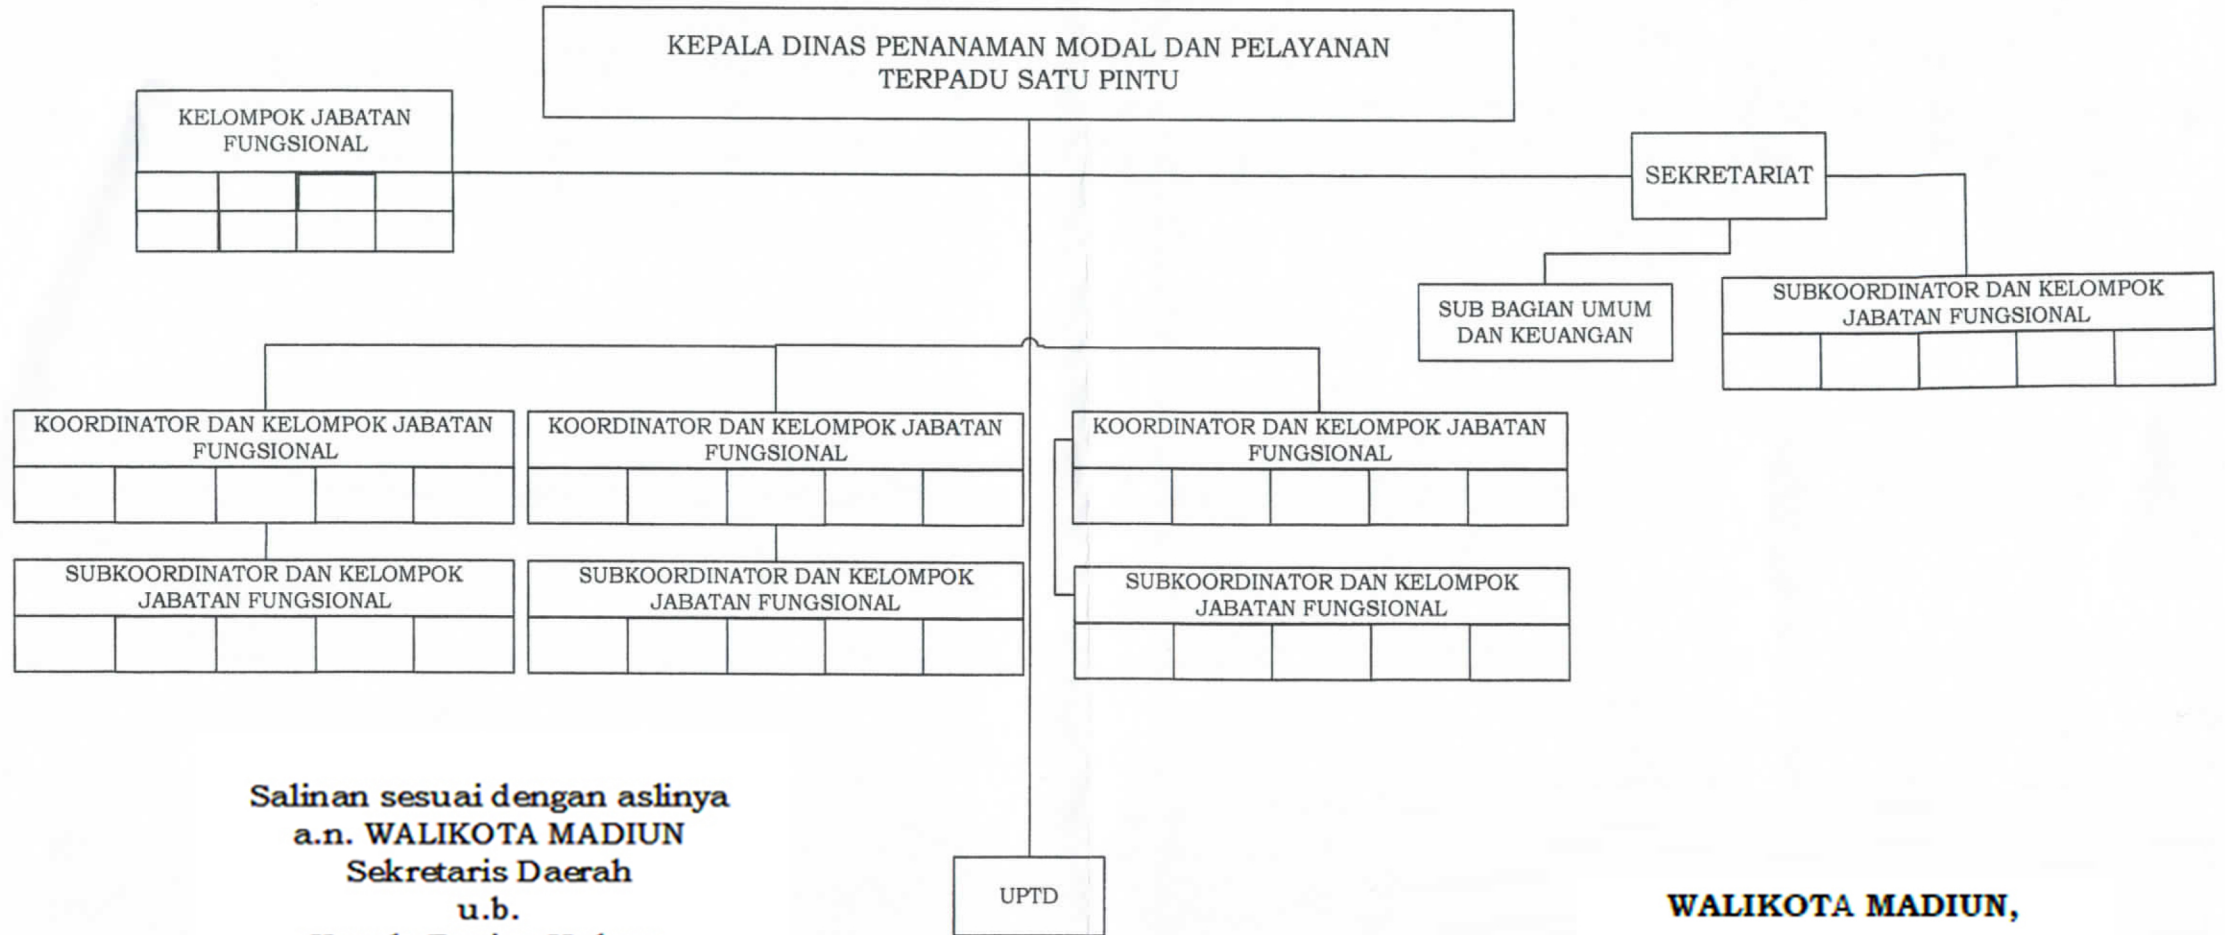 KEPALA DINAS PENANAMAN MODAL DAN PELAYANAN
TERPADU SATU PINTU
KELOMPOK JABATAN
FUNGSIONAL
SEKRETARIAT
SUB BAGIAN UMUM
DAN KEUANGAN
SUBKOORDINATOR DAN KELOMPOK
JABATAN FUNGSIONAL
KOORDINATOR DAN KELOMPOK JABATAN
FUNGSIONAL
KOORDINATOR DAN KELOMPOK JABATAN
FUNGSIONAL
KOORDINATOR DAN KELOMPOK JABATAN
FUNGSIONAL
SUBKOORDINATOR DAN KELOMPOK
JABATAN FUNGSIONAL
SUBKOORDINATOR DAN KELOMPOK
JABATAN FUNGSIONAL
SUBKOORDINATOR DAN KELOMPOK
JABATAN FUNGSIONAL
UPTD
Salinan sesuai dengan aslinya
a.n. WALIKOTA MADIUN
Sekretaris Daerah
u.b.
WALIKOTA MADIUN,